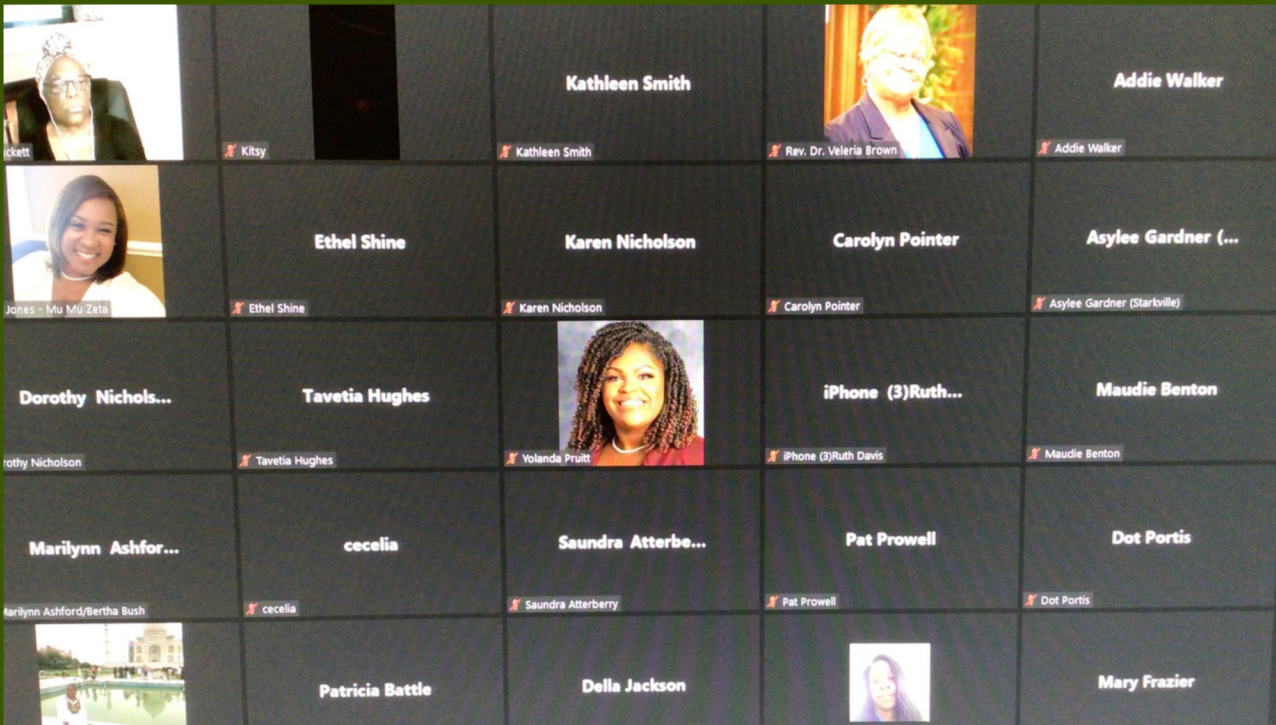 Kathleen Smith
Addie Walker
ckett
Kitsy
Kathleen Smith
Rev. Dr. Veleria Brown
Addie Walker
Ethel Shine
Karen Nicholson
Carolyn Pointer
Asylee Gardner (...
Jones - Mu Mu Zeta
Ethel Shine
Karen Nicholson
Carolyn Pointer
Asylee Gardner (Starkville)
Dorothy Nichols...
Tavetia Hughes
iPhone (3)Ruth...
Maudie Benton
rothy Nicholson
Tavetia Hughes
Yolanda Pruitt
iPhone (3)Ruth Davis
Maudie Benton
Marilynn Ashfor...
cecelia
Saundra Atterbe...
Pat Prowell
Dot Portis
Marilynn Ashford/Bertha Bush
cecelia
Saundra Atterberry
Pat Prowell
Dot Portis
Patricia Battle
Della Jackson
Mary Frazier